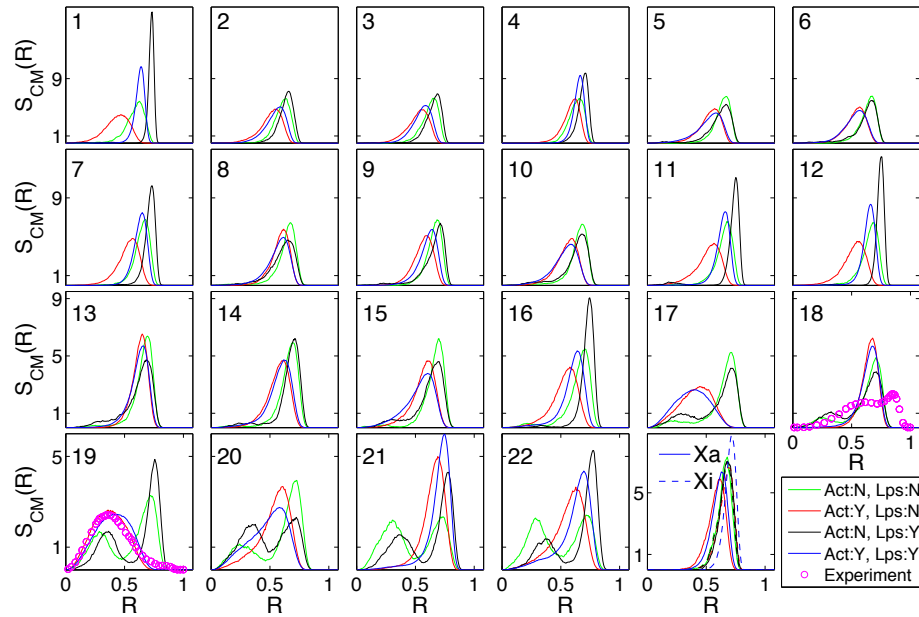 1 2 3 4 5 6
S_CM(R) 9 1
7 8 9 10 11 12
S_CM(R) 9 1
13 14 15 16 17 18
S_CM(R) 9 5 1
0 0.5 1
R
19 20 21 22 Xa
Xi
S_CM(R) 5 1 5 1
Act:N, Lps:N
Act:Y, Lps:N
Act:N, Lps:Y
Act:Y, Lps:Y
Experiment
0 0.5 1 0 0.5 1 0 0.5 1 0 0.5 1 0 0.5 1
R R R R R